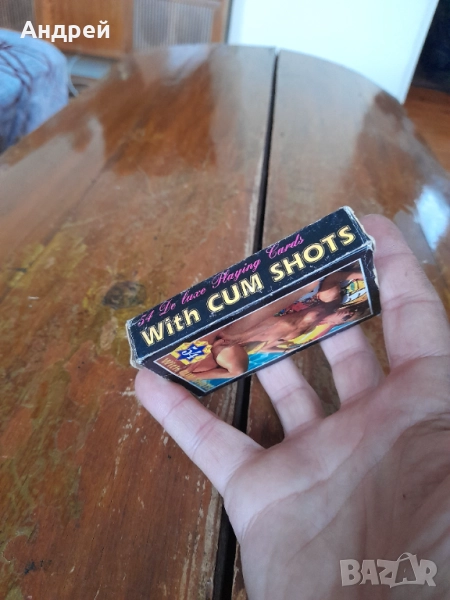 Андрей
54 De luxe Playing Cards
With CUM SHOTS
BAZAR